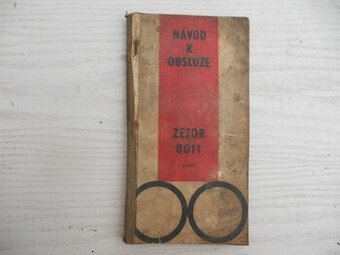 NÁVOD
K
OBSLUZE
ZETOR
8011